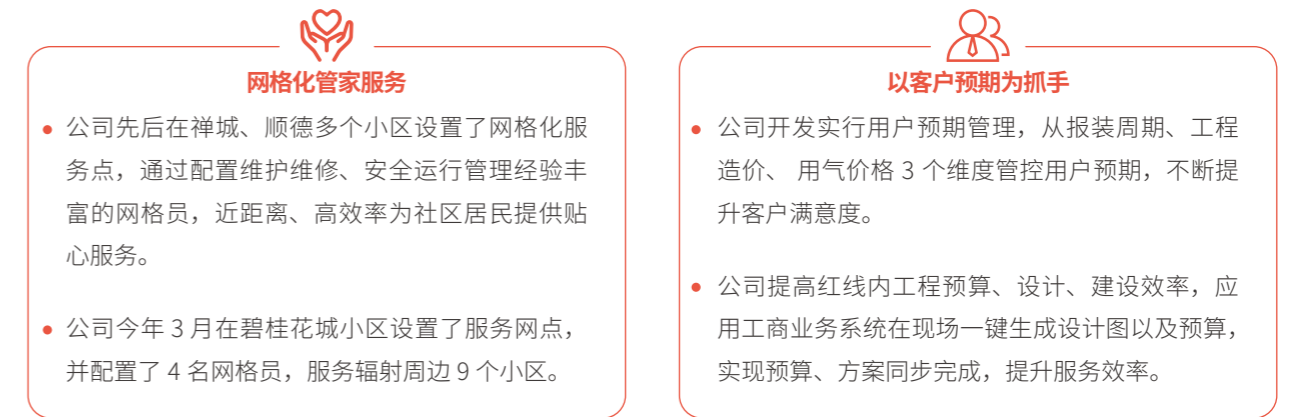 网格化管家服务
公司先后在禅城、顺德多个小区设置了网格化服
务点，通过配置维护维修、安全运行管理经验丰
富的网格员，近距离、高效率为社区居民提供贴
心服务。
公司今年 3 月在碧桂花城小区设置了服务网点，
并配置了 4 名网格员，服务辐射周边 9 个小区。
以客户预期为抓手
公司开发实行用户预期管理，从报装周期、工程
造价、 用气价格 3 个维度管控用户预期，不断提
升客户满意度。
公司提高红线内工程预算、设计、建设效率，应
用工商业务系统在现场一键生成设计图以及预算，
实现预算、方案同步完成，提升服务效率。